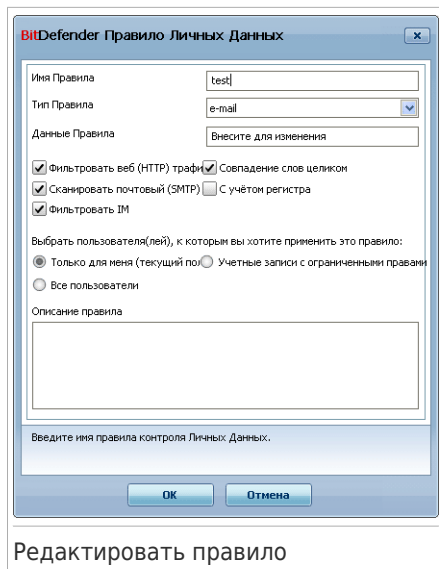 BitDefender Правило Личных Данных
Имя Правила
test
Тип Правила
e-mail
Данные Правила
Внесите для изменения
Фильтровать веб (HTTP) трафи
Совпадение слов целиком
Сканировать почтовый (SMTP)
С учётом регистра
Фильтровать IM
Выбрать пользователя(лей), к которым вы хотите применить это правило:
Только для меня (текущий пол
Учетные записи с ограниченными правами
Все пользователи
Описание правила
Введите имя правила контроля Личных Данных.
OK
Отмена
Редактировать правило